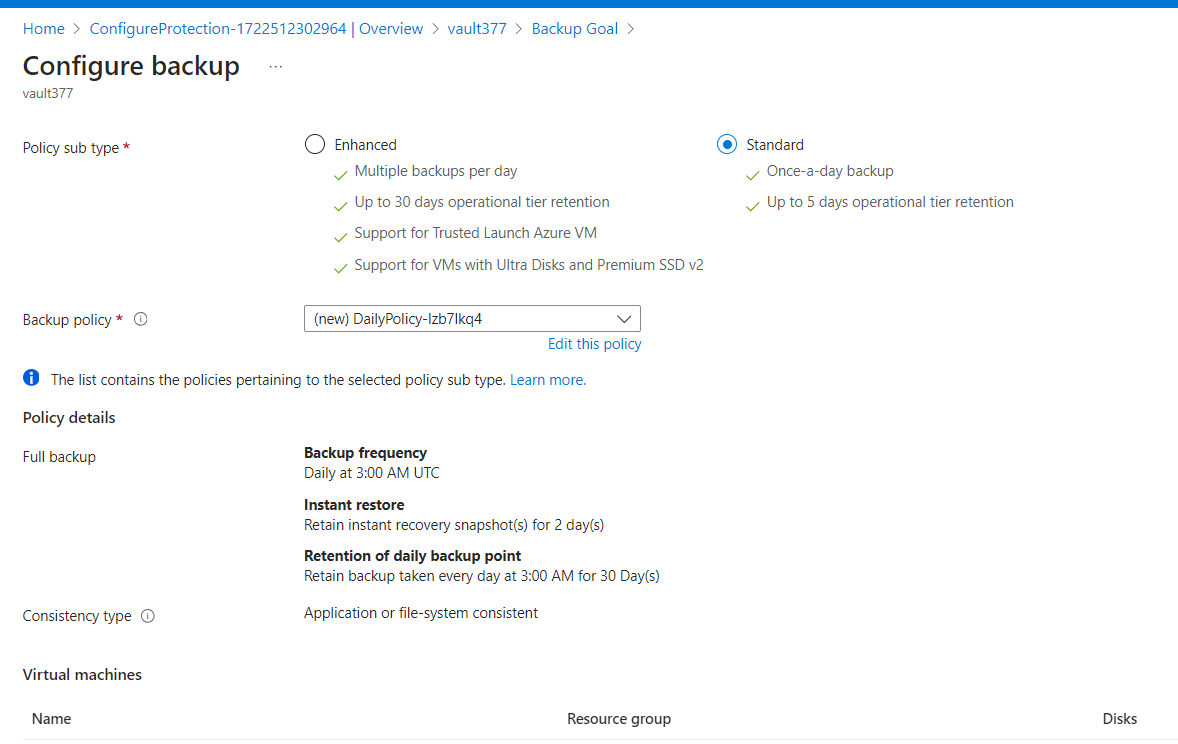 Home > ConfigureProtection-1722512302964 | Overview > vault377 > Backup Goal >
Configure backup ...
vault377
Policy sub type *
Enhanced
Multiple backups per day
Up to 30 days operational tier retention
Support for Trusted Launch Azure VM
Support for VMs with Ultra Disks and Premium SSD v2
Standard
Once-a-day backup
Up to 5 days operational tier retention
Backup policy *
(new) DailyPolicy-lzb7lkq4
Edit this policy
The list contains the policies pertaining to the selected policy sub type. Learn more.
Policy details
Full backup
Backup frequency
Daily at 3:00 AM UTC
Instant restore
Retain instant recovery snapshot(s) for 2 day(s)
Retention of daily backup point
Retain backup taken every day at 3:00 AM for 30 Day(s)
Consistency type
Application or file-system consistent
Virtual machines
Name Resource group Disks